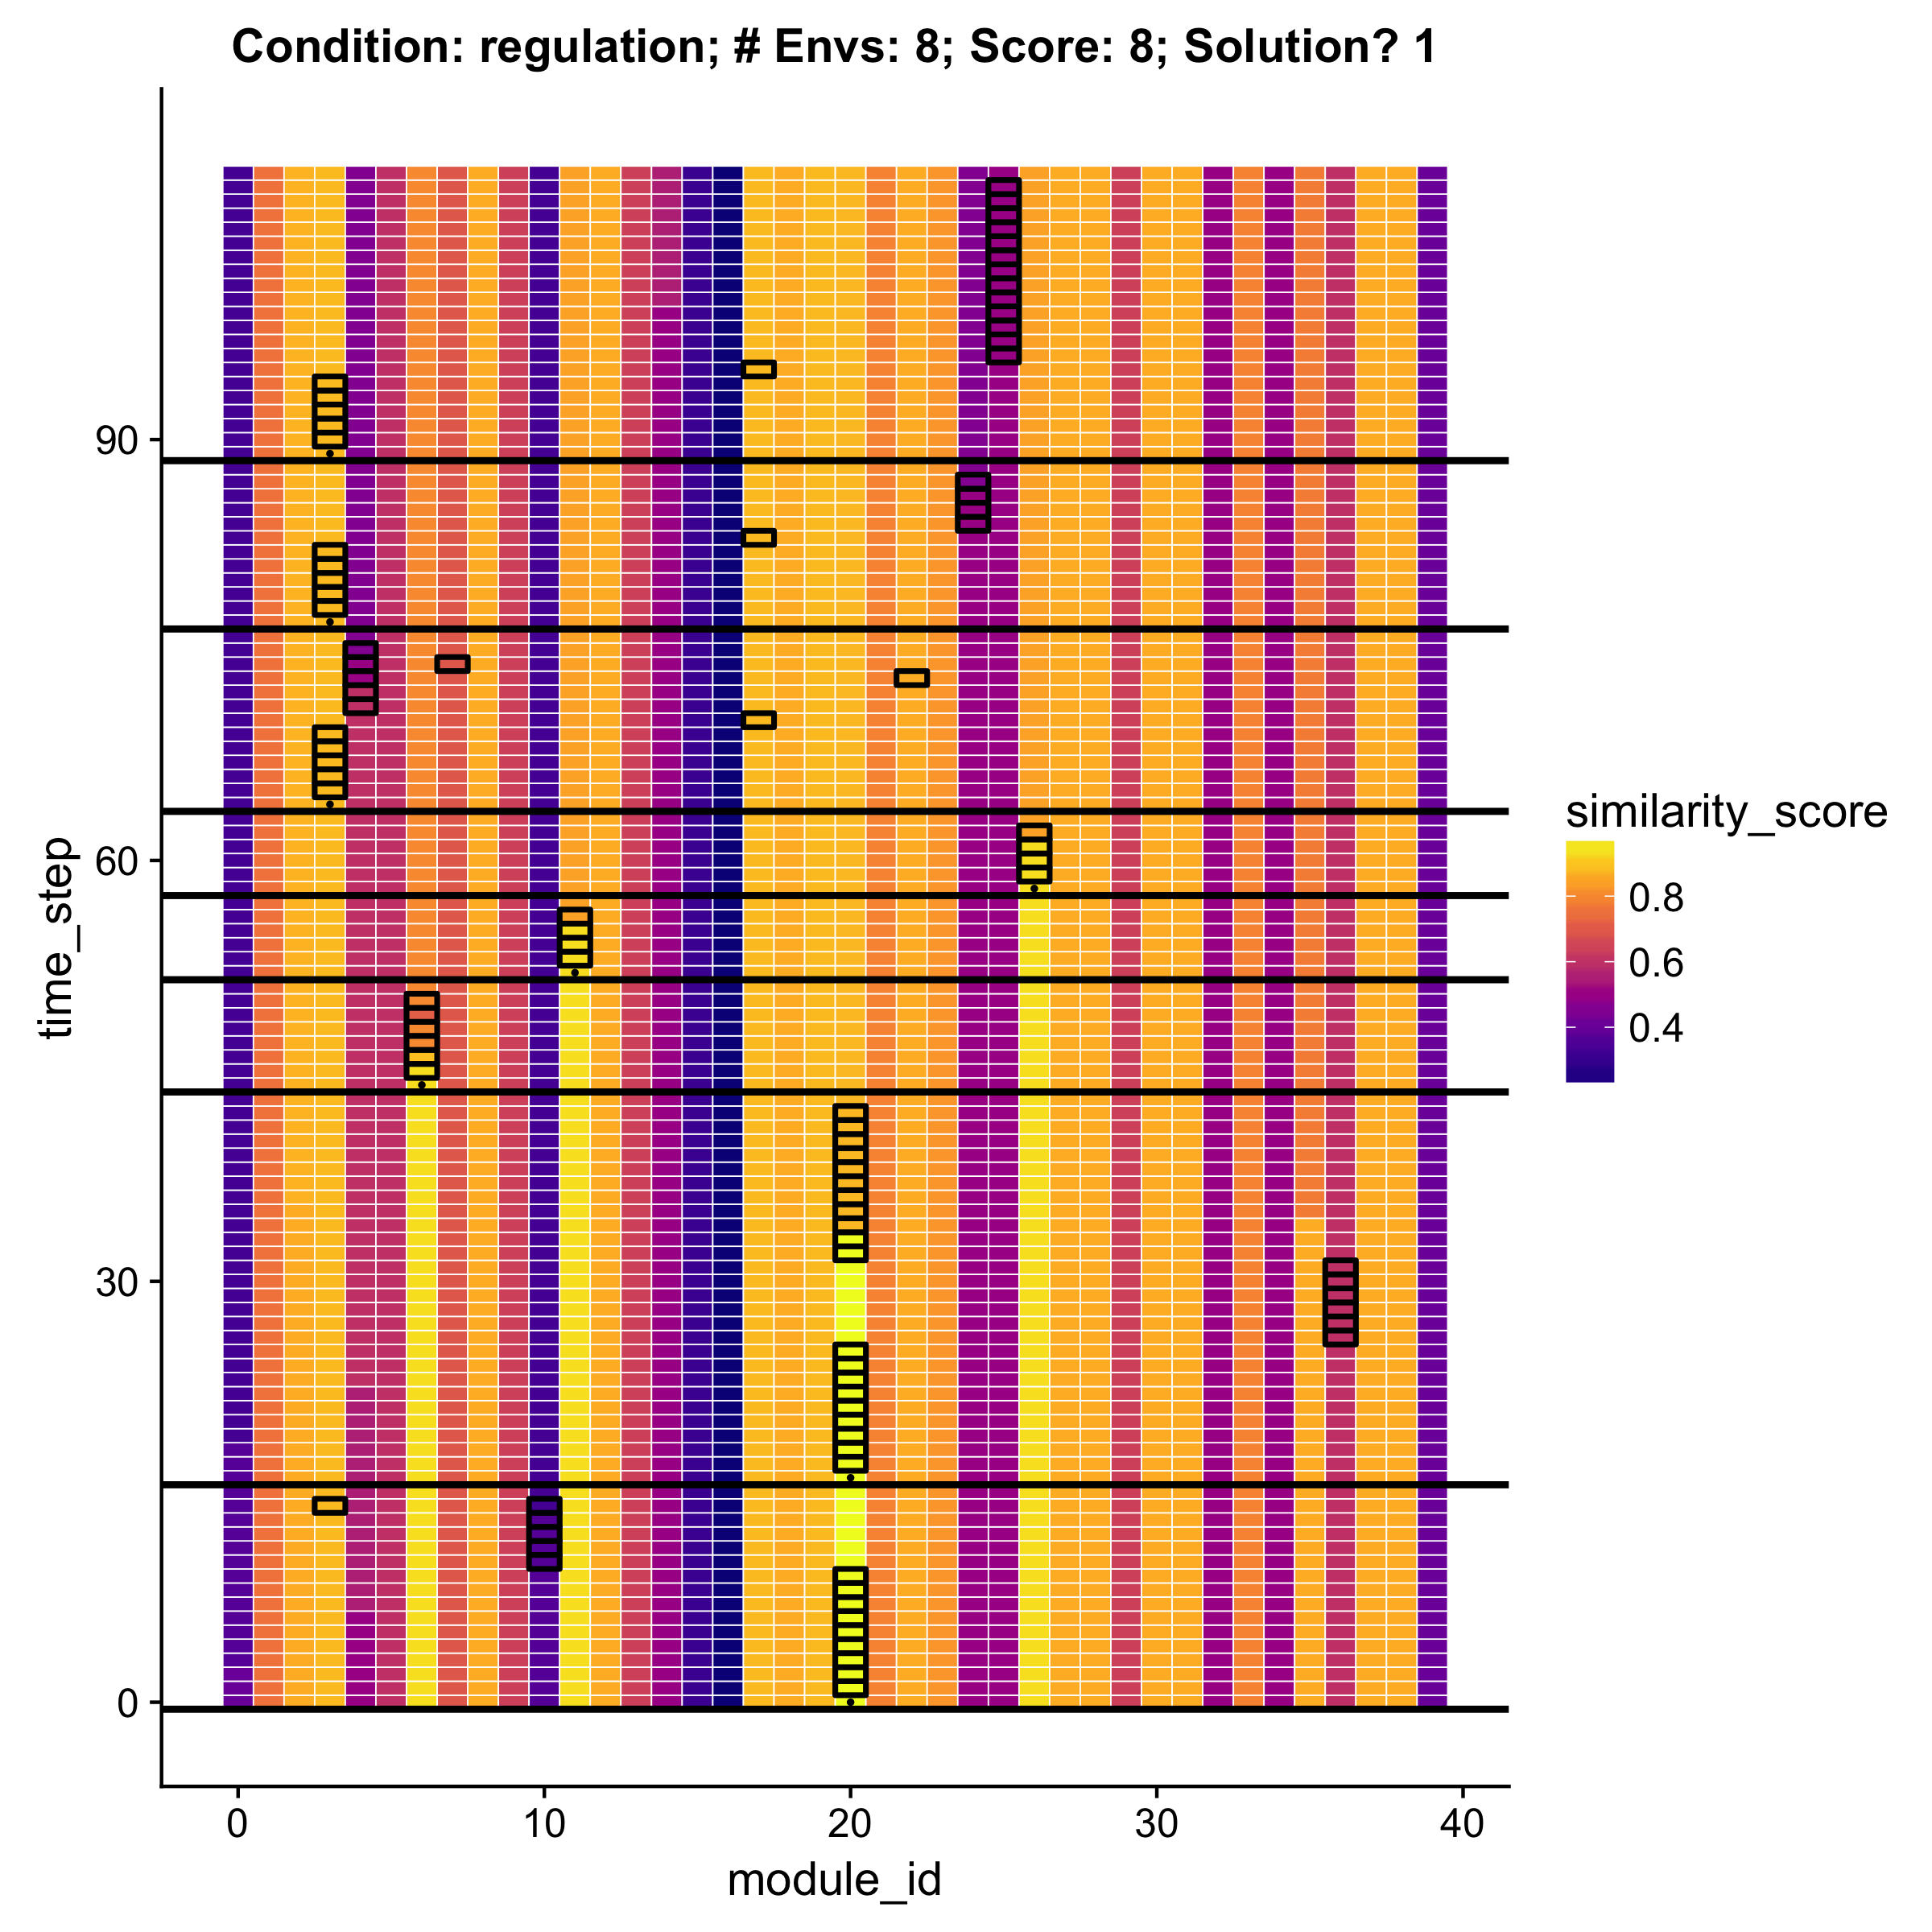 Condition: regulation; # Envs: 8; Score: 8; Solution? 1
90
60
30
0
time_step
0 10 20 30 40
module_id
similarity_score
0.8
0.6
0.4